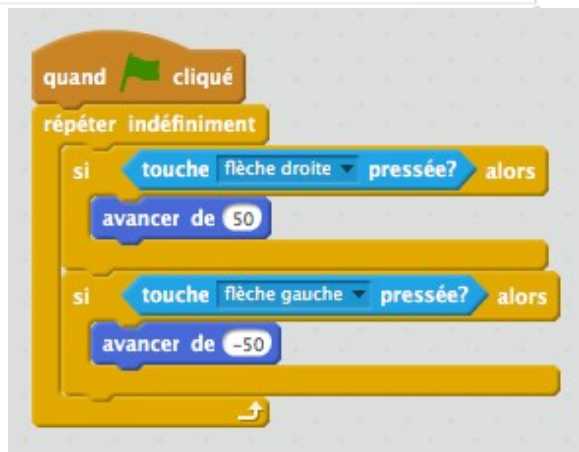 quand cliqué
répéter indéfiniment
si touche flèche droite pressée? alors
avancer de 50
si touche flèche gauche pressée? alors
avancer de -50